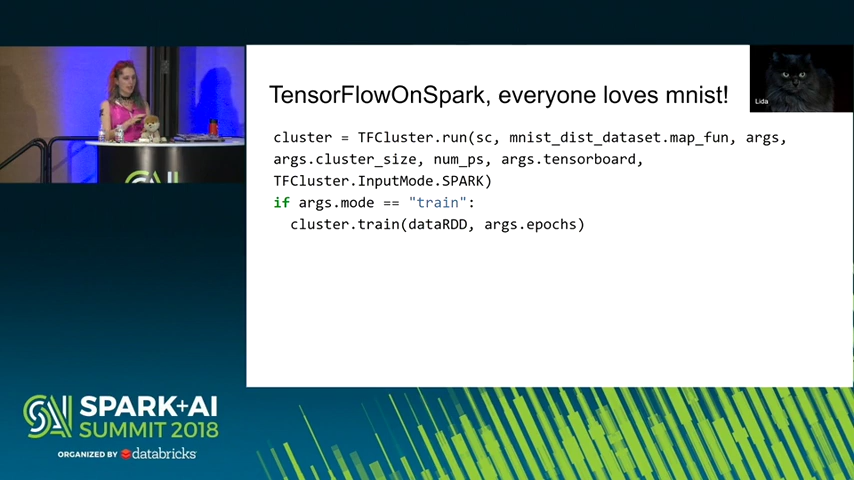 TensorFlowOnSpark, everyone loves mnist!
Lida
cluster = TFCluster.run(sc, mnist_dist_dataset.map_fun, args,
args.cluster_size, num_ps, args.tensorboard,
TFCluster.InputMode.SPARK)
if args.mode == "train":
cluster.train(dataRDD, args.epochs)
SPARK+AI
SUMMIT 2018
ORGANIZED BY databricks